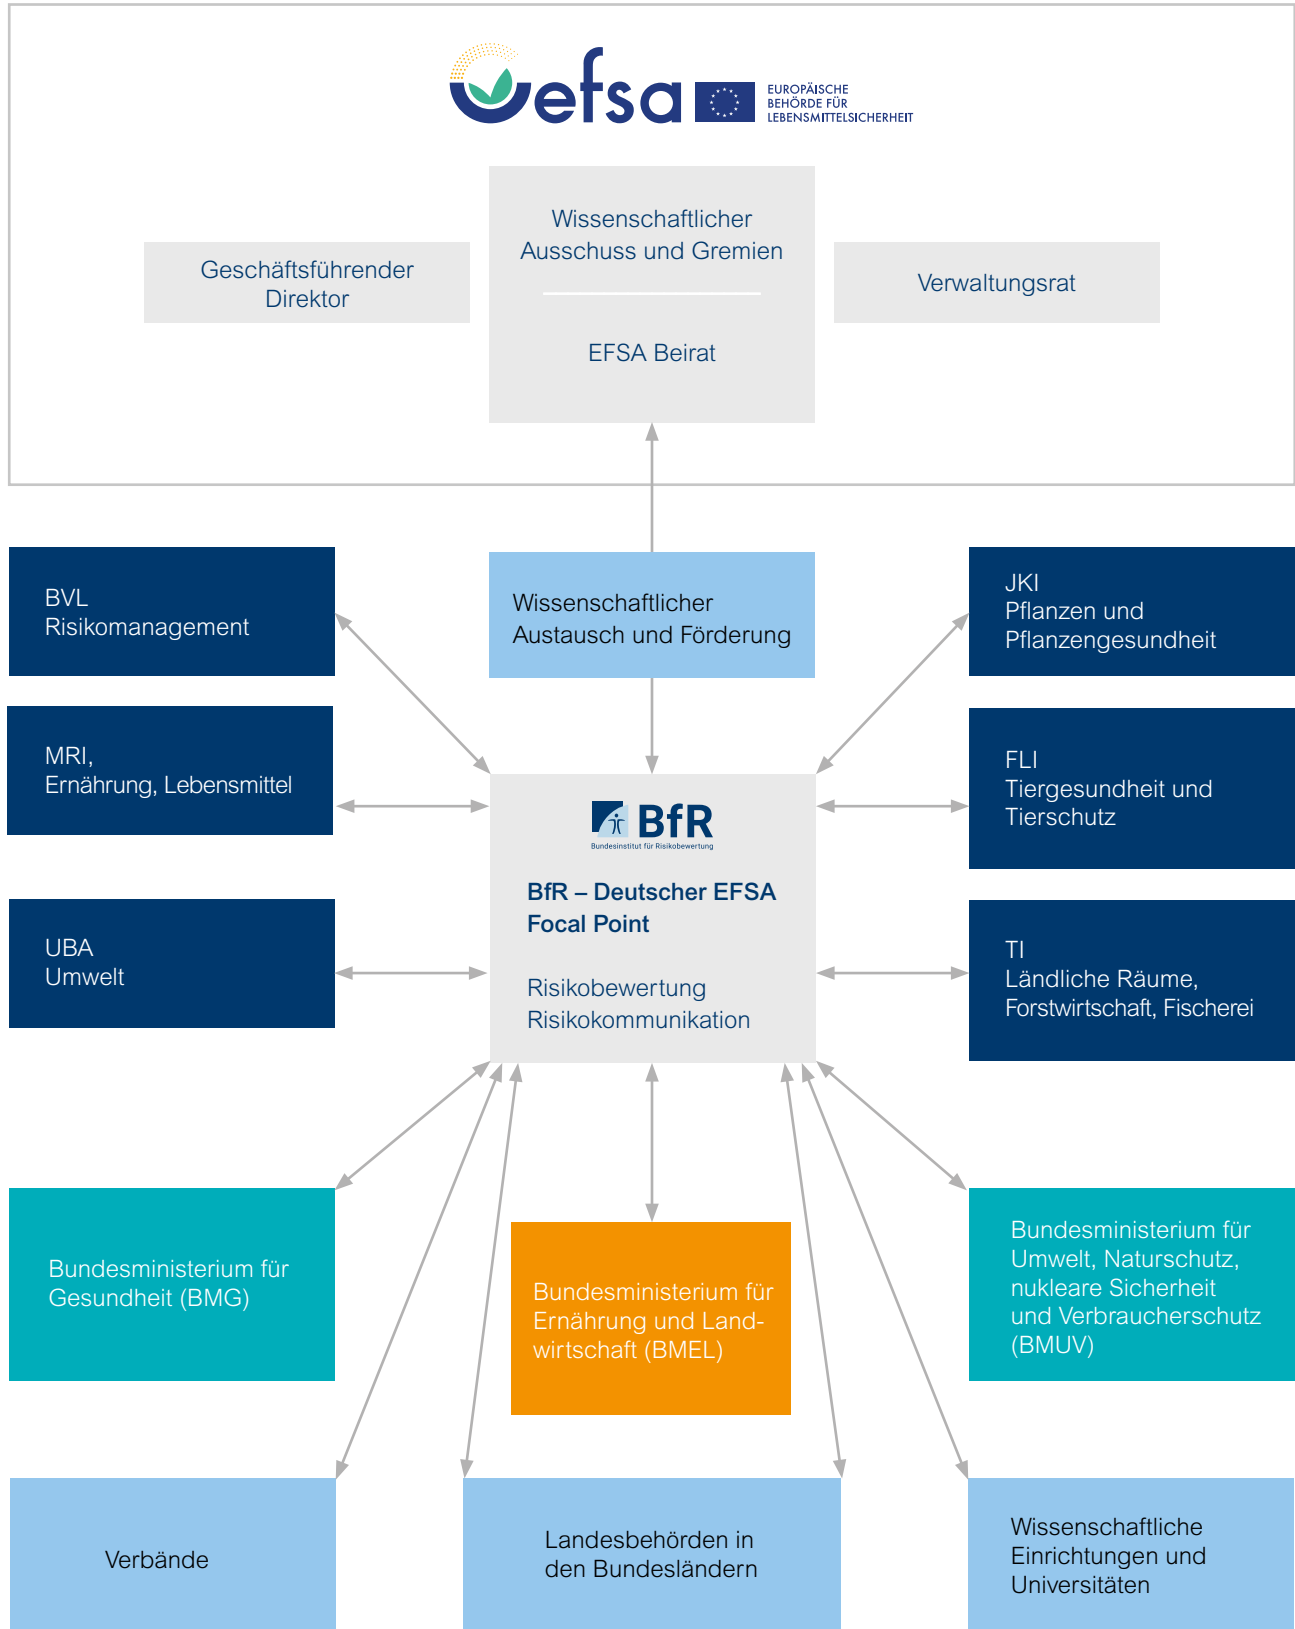 efsa
EUROPÄISCHE
BEHÖRDE FÜR
LEBENSMITTELSICHERHEIT
Geschäftsführender
Direktor
Wissenschaftlicher
Ausschuss und Gremien
EFSA Beirat
Verwaltungsrat
BVL
Risikomanagement
Wissenschaftlicher
Austausch und Förderung
JKI
Pflanzen und
Pflanzengesundheit
MRI,
Ernährung, Lebensmittel
FLI
Tiergesundheit und
Tierschutz
BfR
Bundesinstitut für Risikobewertung
BfR – Deutscher EFSA
Focal Point
Risikobewertung
Risikokommunikation
UBA
Umwelt
TI
Ländliche Räume,
Forstwirtschaft, Fischerei
Bundesministerium für
Gesundheit (BMG)
Bundesministerium für
Ernährung und Land-
wirtschaft (BMEL)
Bundesministerium für
Umwelt, Naturschutz,
nukleare Sicherheit
und Verbraucherschutz
(BMUV)
Verbände
Landesbehörden in
den Bundesländern
Wissenschaftliche
Einrichtungen und
Universitäten